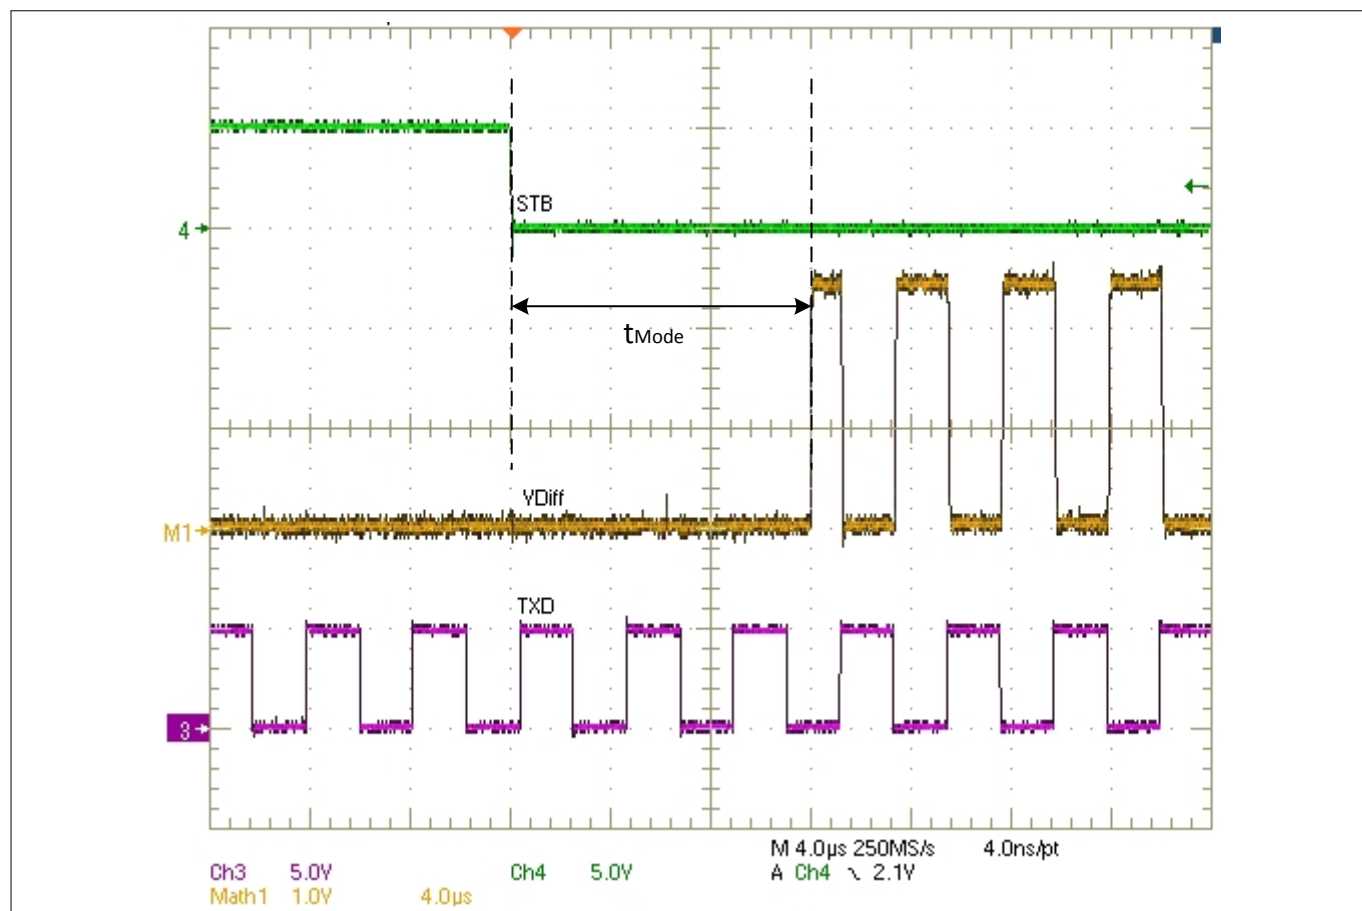 STB
4
tMode
VDiff
M1
TXD
3
M 4.0µs 250MS/s 4.0ns/pt
Ch3 5.0V Ch4 5.0V A Ch4 2.1V
Math1 1.0V 4.0µs